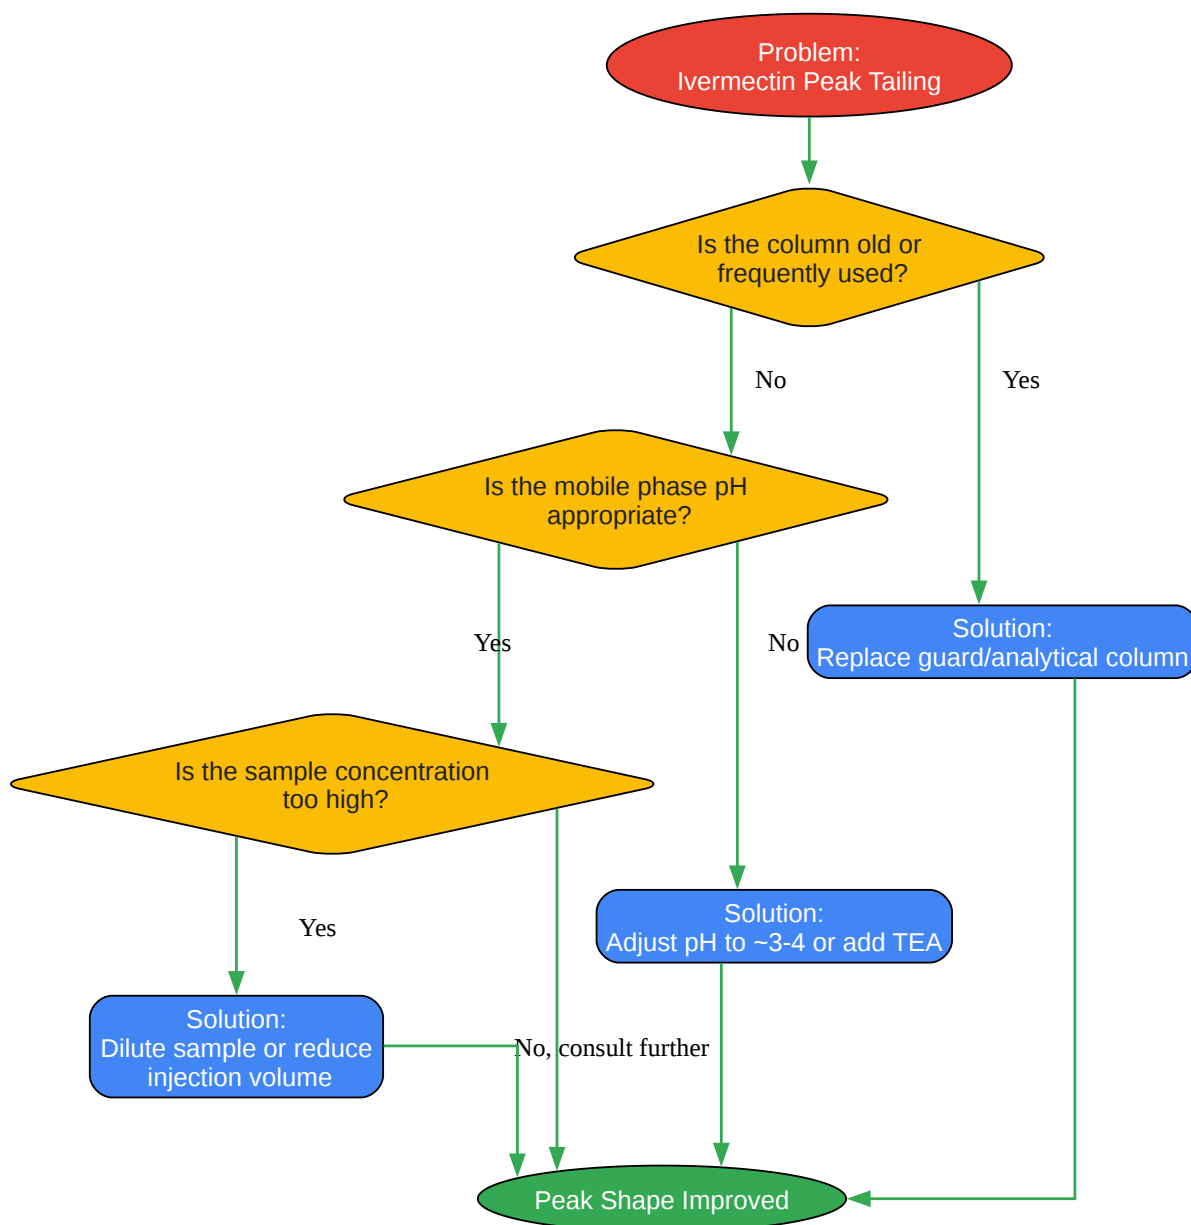 Problem:
Ivermectin Peak Tailing
Is the column old or
frequently used?
No
Yes
Is the mobile phase pH
appropriate?
Yes
No
Solution:
Replace guard/analytical column
Is the sample concentration
too high?
Yes
Solution:
Adjust pH to ~3-4 or add TEA
Solution:
Dilute sample or reduce
injection volume
No, consult further
Peak Shape Improved